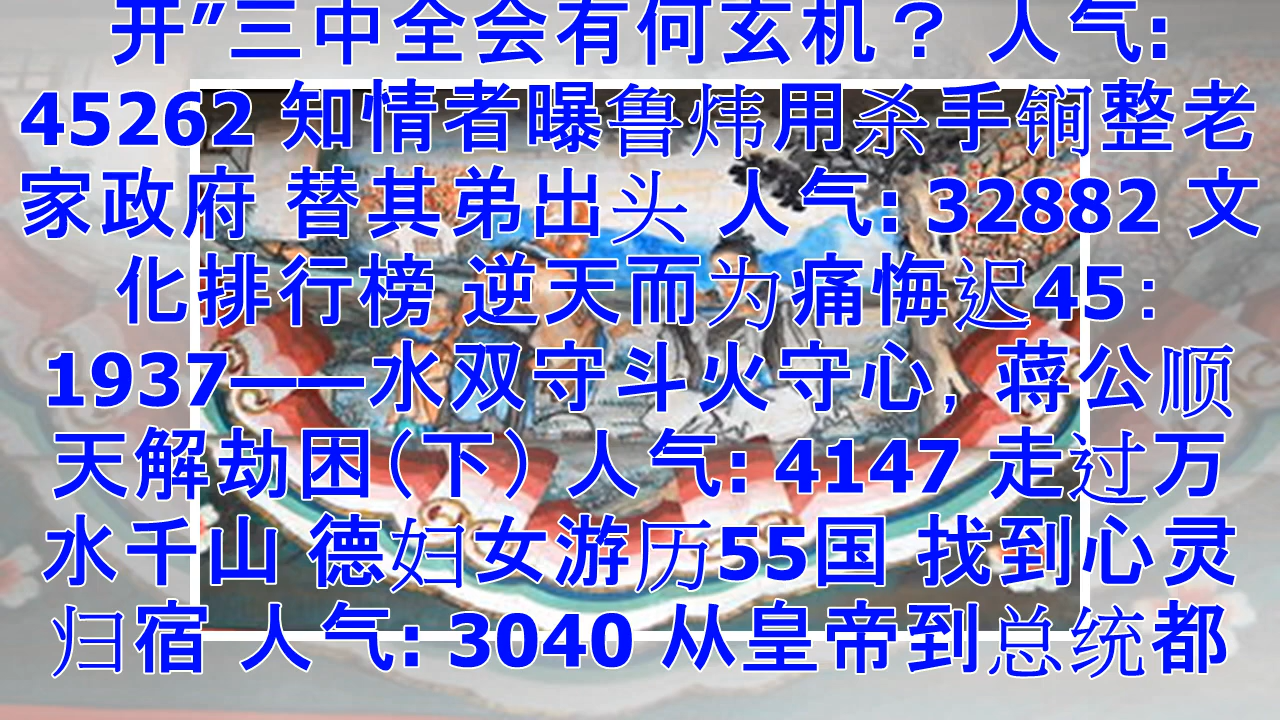 开”三中全会有何玄机？ 人气:
45262 知情者曝鲁炜用杀手锏整老
家政府 替其弟出头 人气: 32882 文
化排行榜 逆天而为痛悔迟45：
1937——水双守斗火守心，蒋公顺
天解劫困（下） 人气: 4147 走过万
水千山 德妇女游历55国 找到心灵
归宿 人气: 3040 从皇帝到总统都